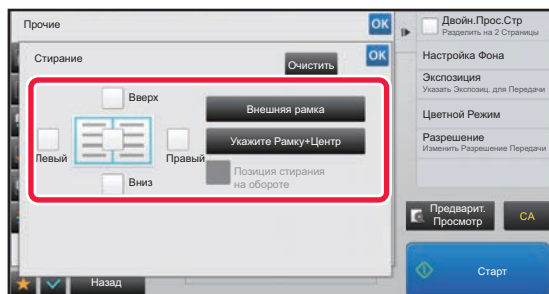 Прочие
OK
Стирание
Очистить
OK
Вверх
Левый
Правый
Вниз
Внешняя рамка
Укажите Рамку+Центр
Позиция стирания
на обороте
Назад
Двойн.Прос.Стр
Разделить на 2 Страницы
Настройка Фона
Экспозиция
Указать Экспозиц. для Передачи
Цветной Режим
Разрешение
Изменить Разрешение Передачи
Предварит.
Просмотр
CA
Старт